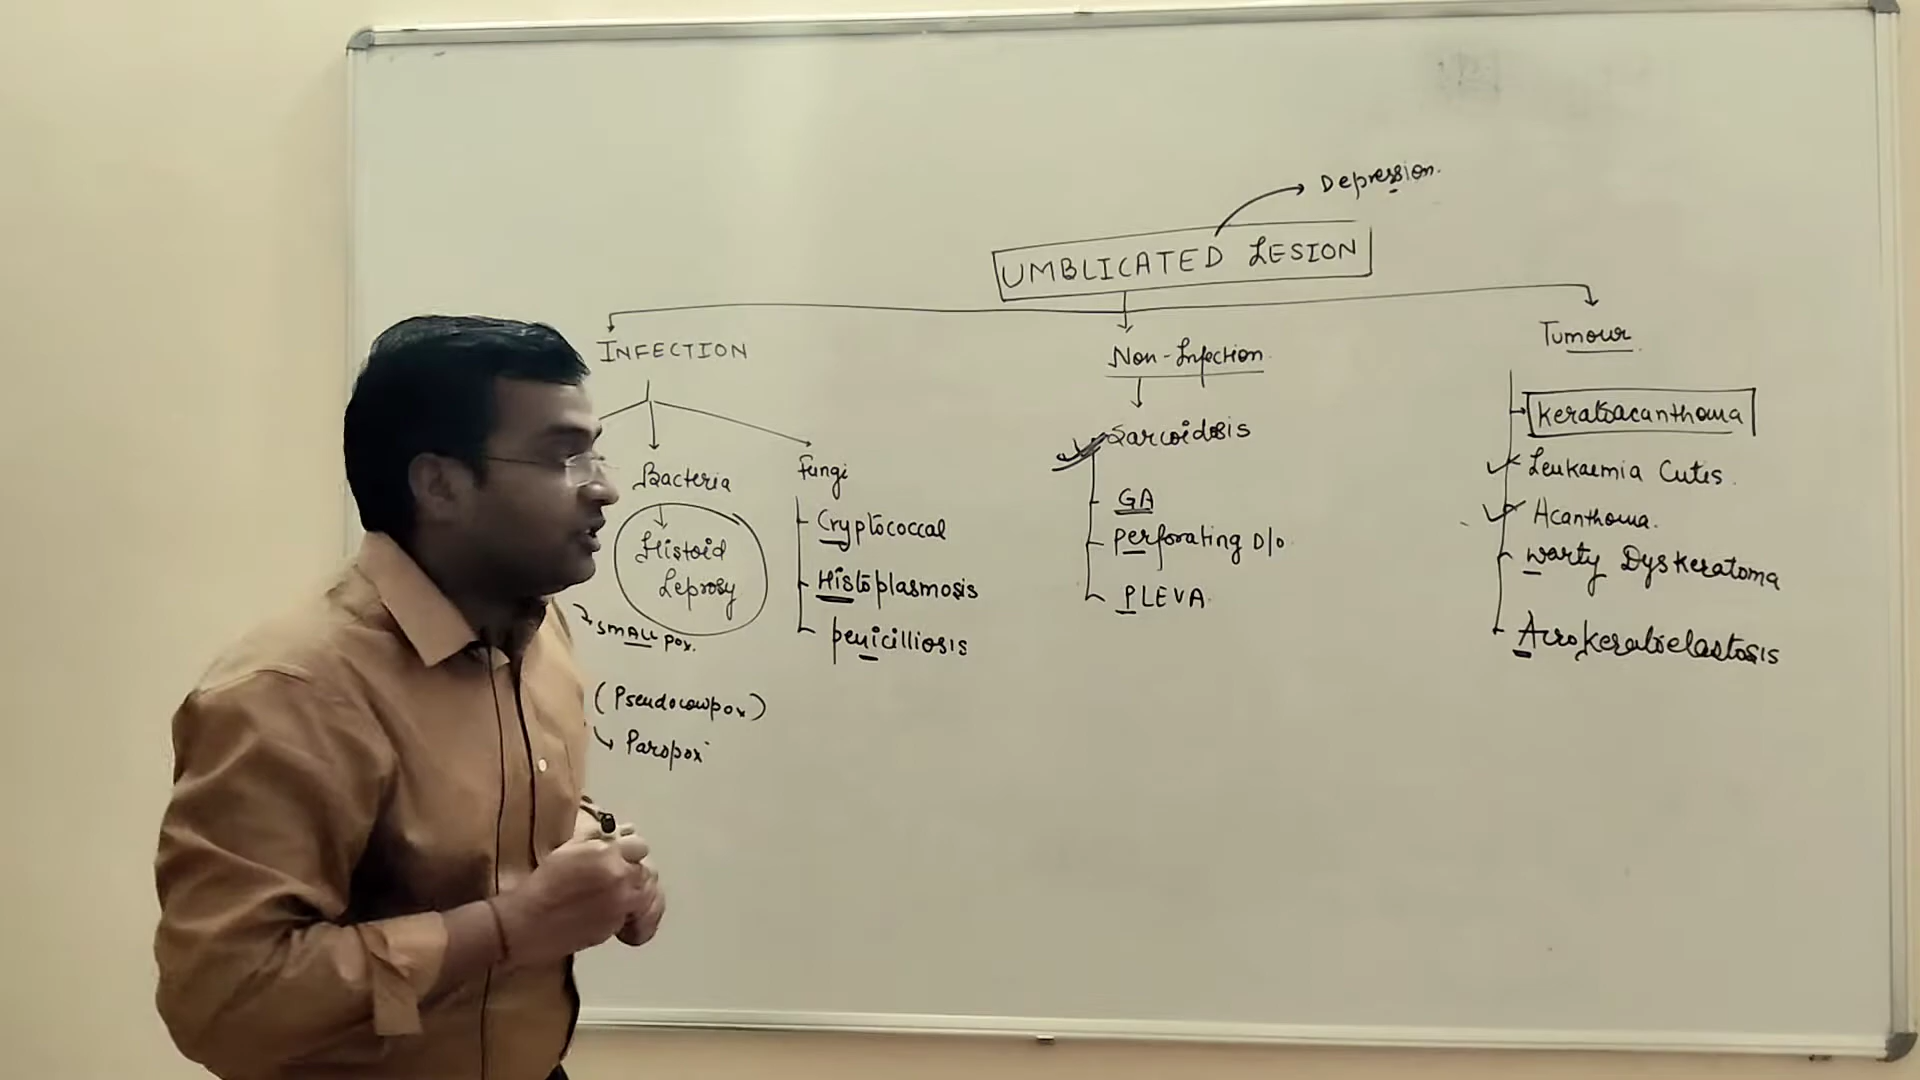 Depression.
UMBLICATED LESION
INFECTION
Bacteria
Histoid
Leprosy
Fungi
Cryptococcal
Histoplasmosis
penicilliosis
SMALL pox.
(Pseudocowpox)
Paropox
Non-Infection
Sarcoidosis
GA
Perforating D/o
PLEVA
Tumour
Keratoacanthoma
Leukaemia Cutis.
Acanthoma.
Warty Dyskeratoma
Acrokeratoelastosis